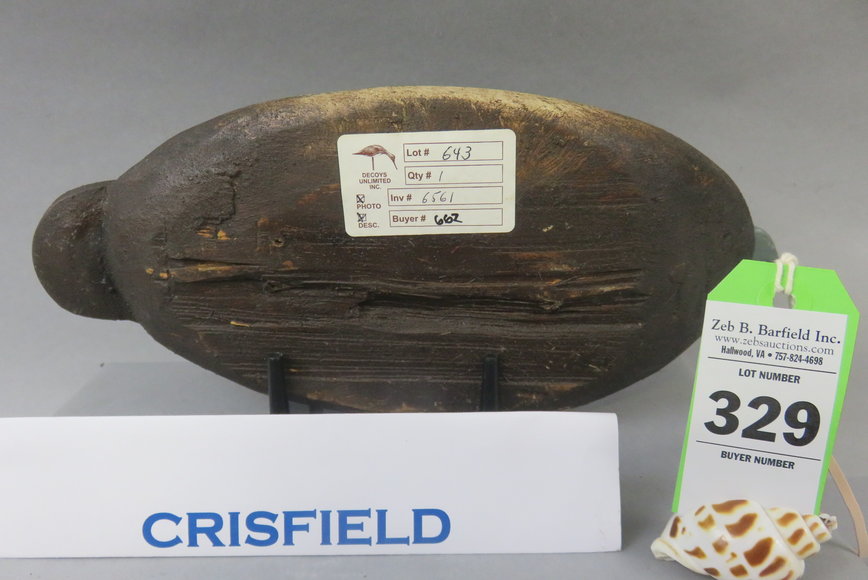 Lot # 643
DECOYS
UNLIMITED
INC.
Qty # 1
PHOTO
Inv # 6561
DESC.
Buyer # 662
Zeb B. Barfield Inc.
www.zebsauctions.com
Hallwood, VA • 757-824-4698
LOT NUMBER
329
BUYER NUMBER
CRISFIELD